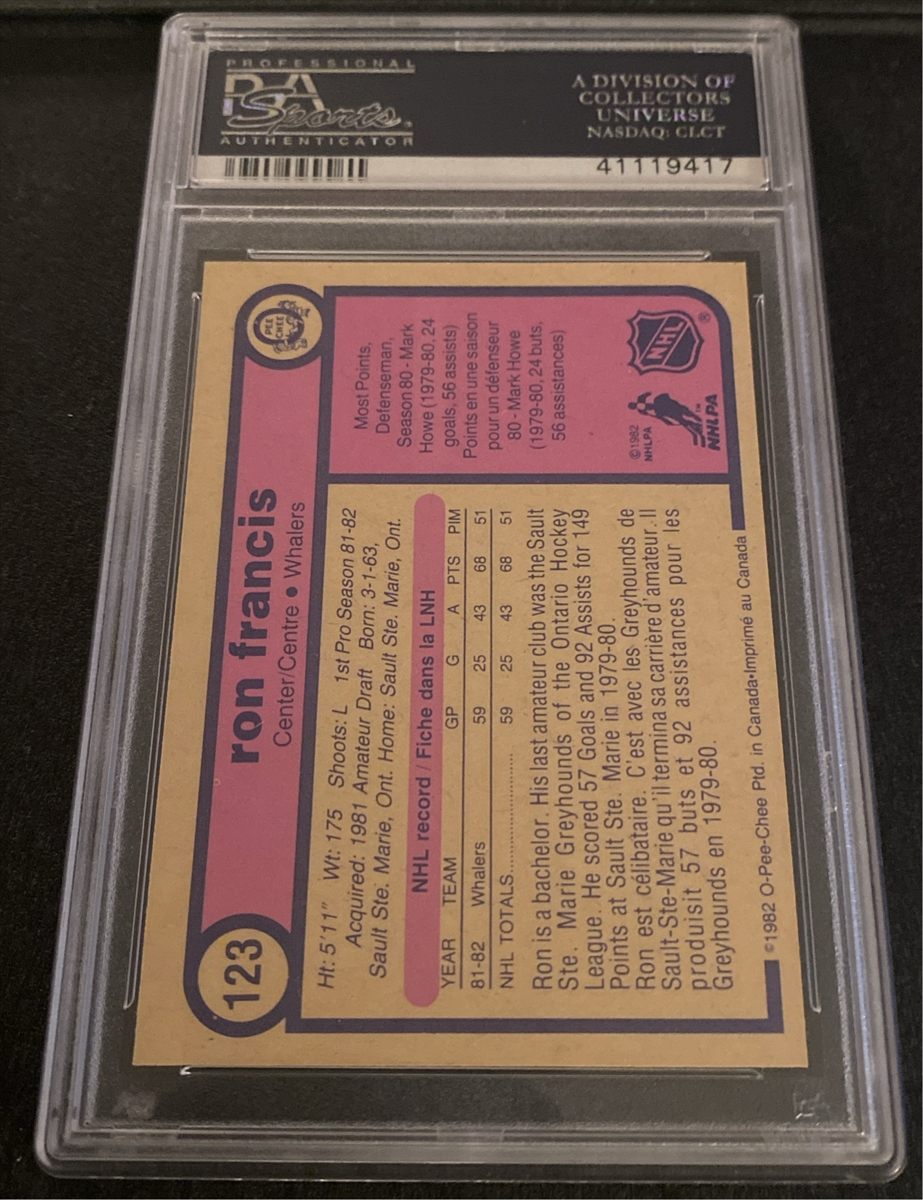 PROFESSIONAL
PSA
Sports
AUTHENTICATOR
A DIVISION OF
COLLECTORS
UNIVERSE
NASDAQ: CLCT
41119417
123
ron francis
Center/Centre • Whalers
O PEE CHEE
Ht: 5'11" Wt: 175 Shoots: L 1st Pro Season 81-82
Acquired: 1981 Amateur Draft Born: 3-1-63,
Sault Ste. Marie, Ont. Home: Sault Ste. Marie, Ont.
NHL record / Fiche dans la LNH
YEAR TEAM GP G A PTS PIM
81-82 Whalers 59 25 43 68 51
NHL TOTALS 59 25 43 68 51
Ron is a bachelor. His last amateur club was the Sault
Ste. Marie Greyhounds of the Ontario Hockey
League. He scored 57 Goals and 92 Assists for 149
Points at Sault Ste. Marie in 1979-80.
Ron est célibataire. C'est avec les Greyhounds de
Sault-Ste-Marie qu'il termina sa carrière d'amateur. Il
produisit 57 buts et 92 assistances pour les
Greyhounds en 1979-80.
Most Points,
Defenseman,
Season 80 - Mark
Howe (1979-80, 24
goals, 56 assists)
Points en une saison
pour un défenseur
80 - Mark Howe
(1979-80, 24 buts,
56 assistances)
©1982
NHLPA
NHLPA™
NHL®
©1982 O-Pee-Chee Ptd. in Canada•Imprimé au Canada